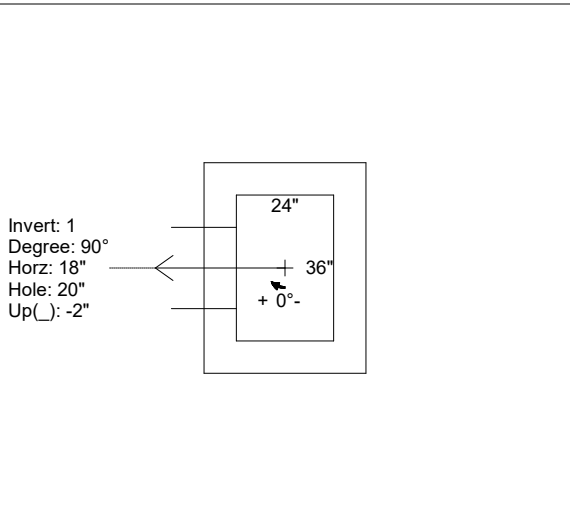 24"
Invert: 1
Degree: 90°
Horz: 18"
36"
Hole: 20"
+ 0°-
Up(_): -2"